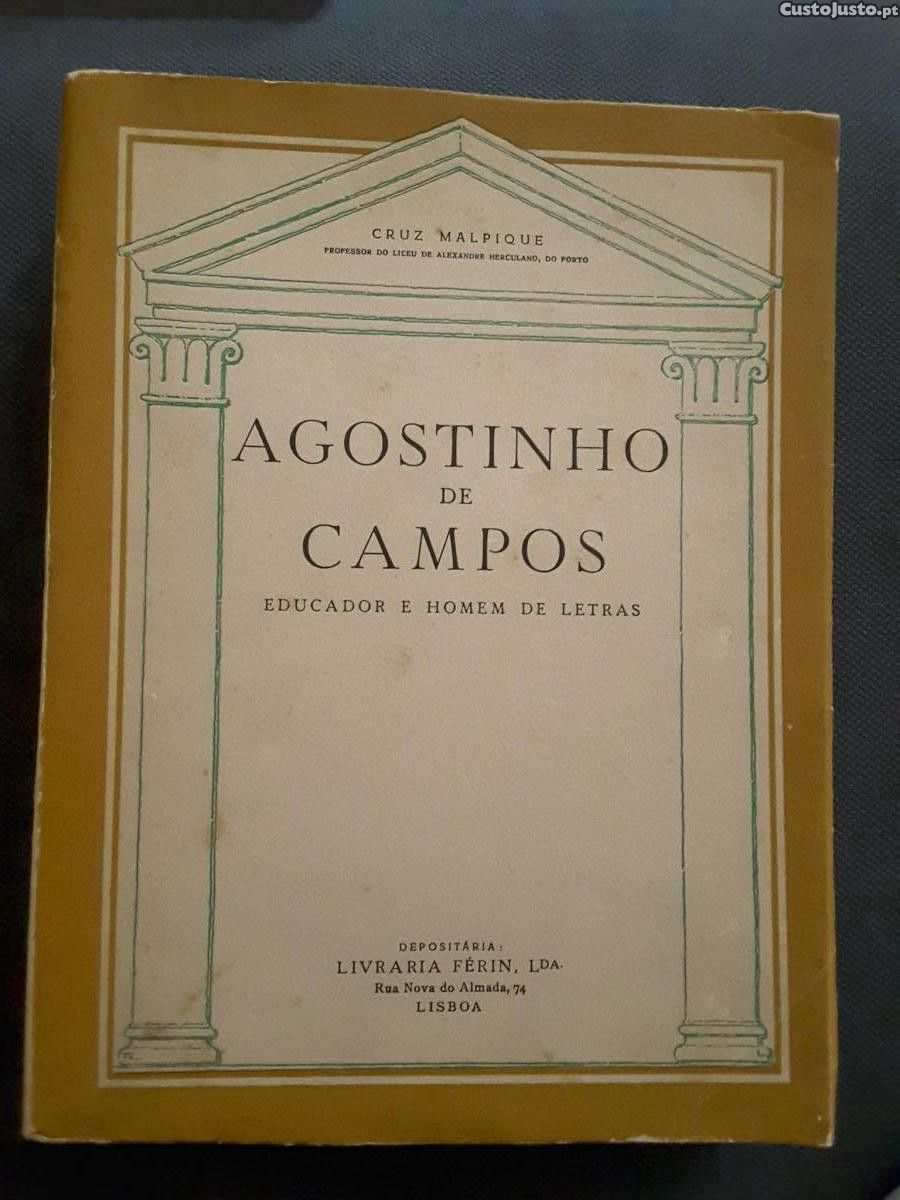 CustoJusto.pt
CRUZ MALPIQUE
PROFESSOR DO LICEU DE ALEXANDRE HERCULANO, DO PORTO
AGOSTINHO
DE
CAMPOS
EDUCADOR E HOMEM DE LETRAS
DEPOSITÁRIA:
LIVRARIA FÉRIN, LDA.
Rua Nova do Almada, 74
LISBOA